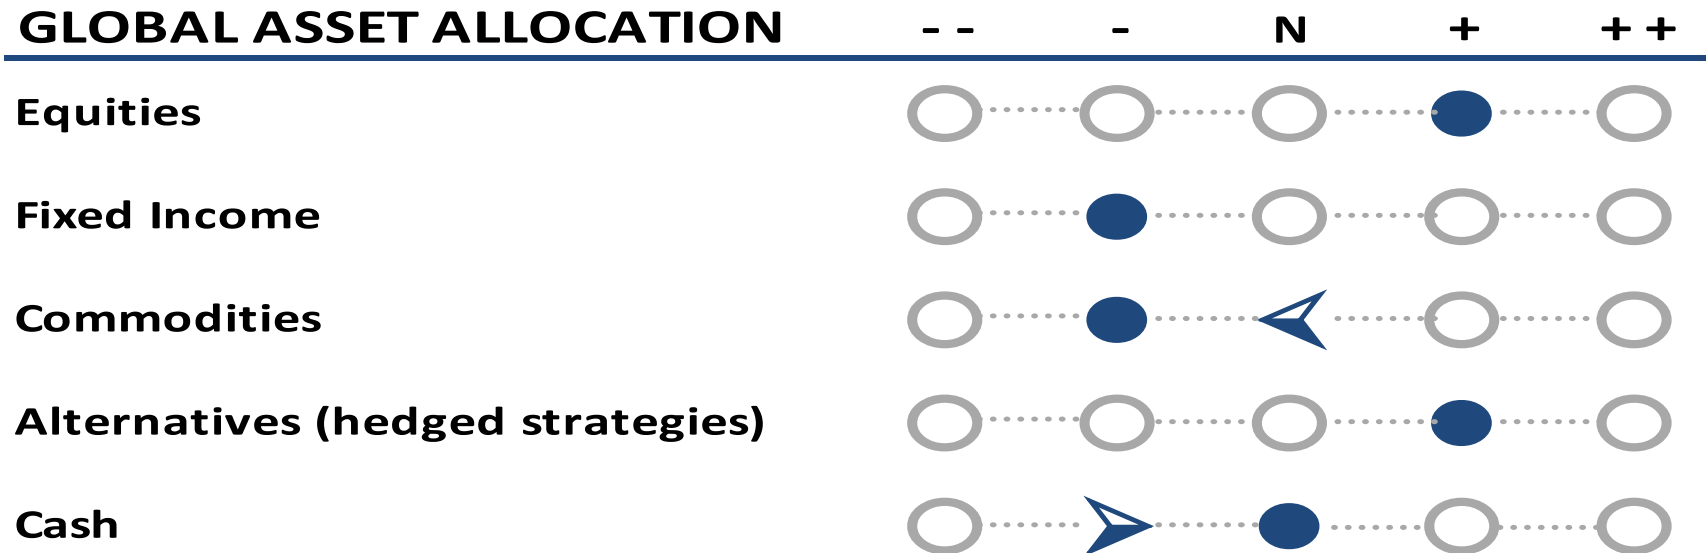 GLOBAL ASSET ALLOCATION - - - N + + +
Equities
Fixed Income
Commodities
Alternatives (hedged strategies)
Cash